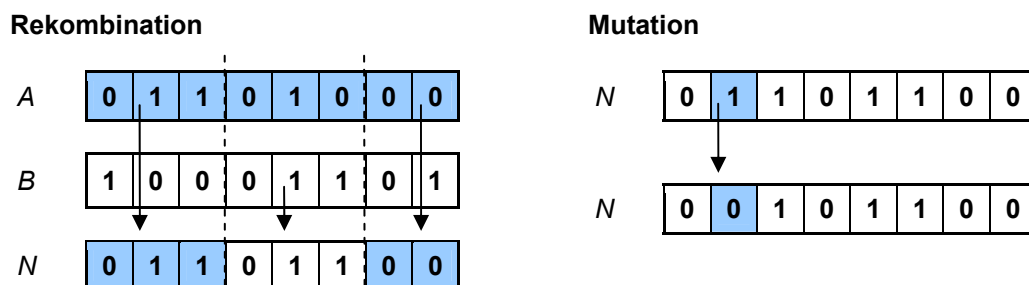 Rekombination
A 0 1 1 0 1 0 0 0
B 1 0 0 0 1 1 0 1
N 0 1 1 0 1 1 0 0
Mutation
N 0 1 1 0 1 1 0 0
N 0 0 1 0 1 1 0 0